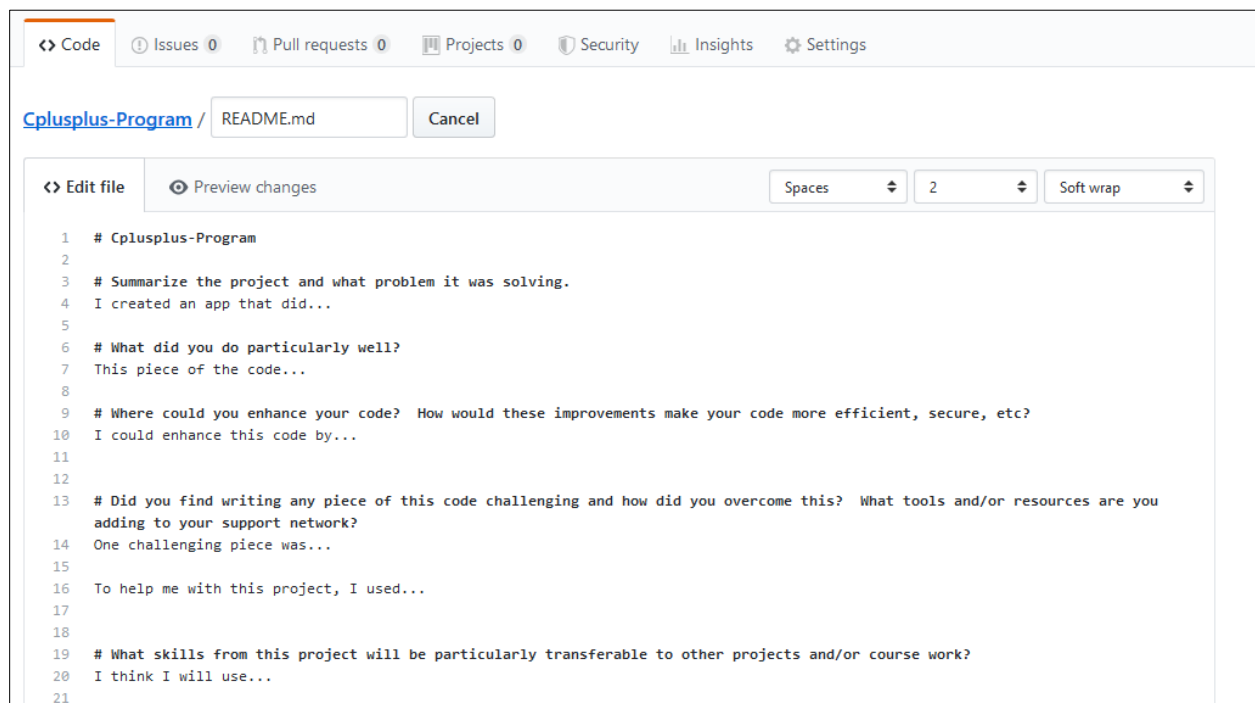 <> Code Issues 0 Pull requests 0 Projects 0 Security Insights Settings
Cplusplus-Program / README.md Cancel
<> Edit file Preview changes Spaces 2 Soft wrap
1 # Cplusplus-Program
2
3 # Summarize the project and what problem it was solving.
4 I created an app that did...
5
6 # What did you do particularly well?
7 This piece of the code...
8
9 # Where could you enhance your code?  How would these improvements make your code more efficient, secure, etc?
10 I could enhance this code by...
11
12
13 # Did you find writing any piece of this code challenging and how did you overcome this?  What tools and/or resources are you
adding to your support network?
14 One challenging piece was...
15
16 To help me with this project, I used...
17
18
19 # What skills from this project will be particularly transferable to other projects and/or course work?
20 I think I will use...
21